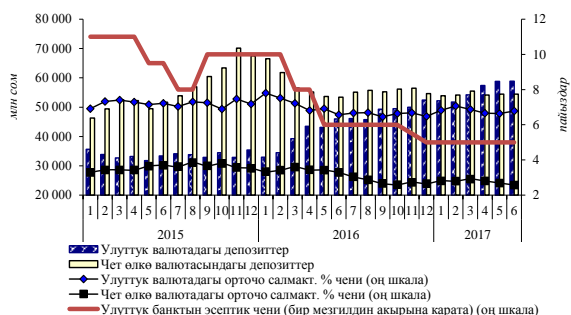 80 000
70 000
60 000
50 000
40 000
30 000
20 000
млн сом
12
10
8
6
4
2
пайыздар
1 2 3 4 5 6 7 8 9 10 11 12 1 2 3 4 5 6 7 8 9 10 11 12 1 2 3 4 5 6
2015 2016 2017
Улуттук валютадагы депозиттер
Чет өлкө валютасындагы депозиттер
Улуттук валютадагы орточо салмакт. % чени (оң шкала)
Чет өлкө валютадагы орточо салмакт. % чени (оң шкала)
Улуттук банктын эсептик чени (бир мезгилдин акырына карата) (оң шкала)